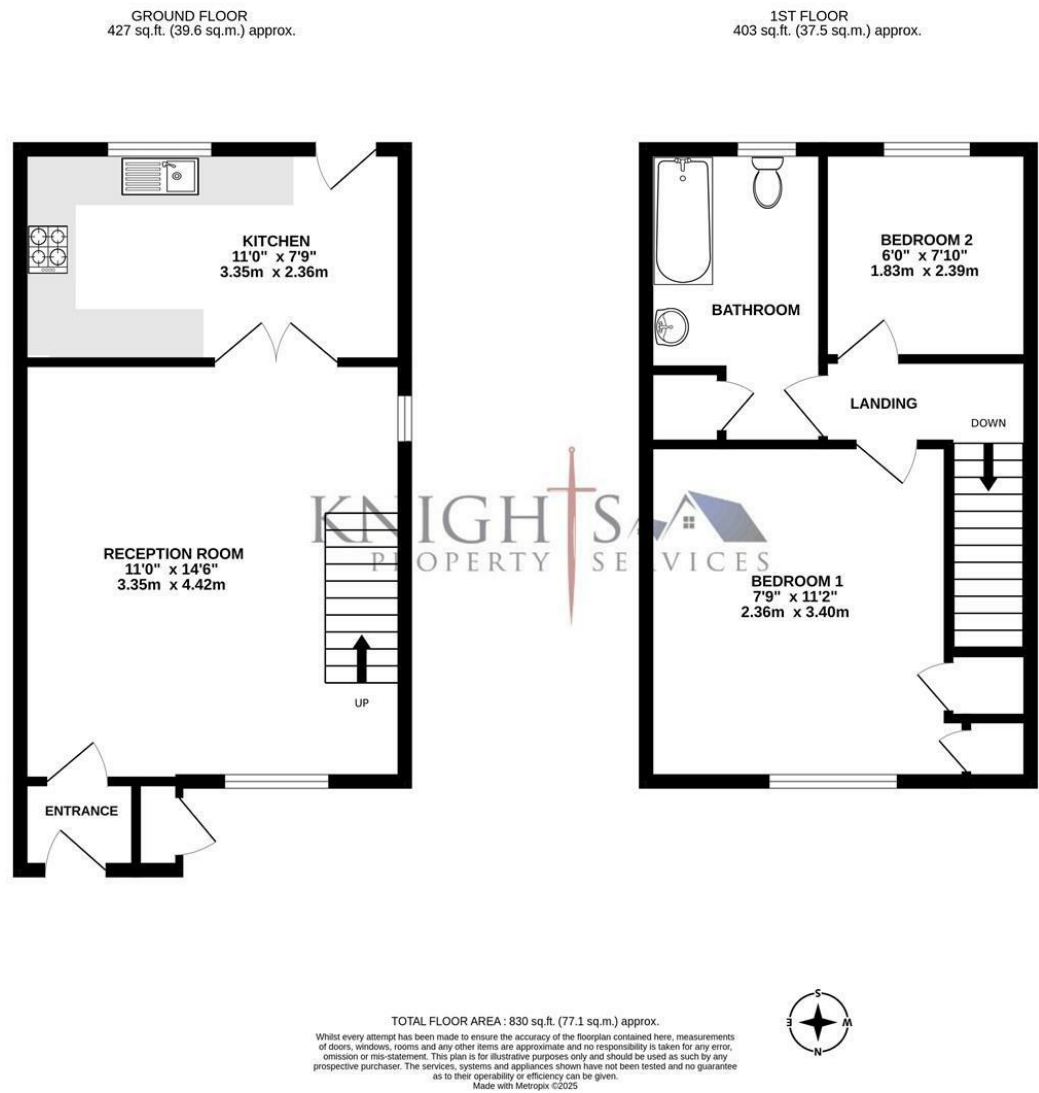 GROUND FLOOR
427 sq.ft. (39.6 sq.m.) approx.
1ST FLOOR
403 sq.ft. (37.5 sq.m.) approx.
KITCHEN
11'0" x 7'9"
3.35m x 2.36m
BEDROOM 2
6'0" x 7'10"
1.83m x 2.39m
BATHROOM
LANDING
DOWN
KNIGHTS
PROPERTY SERVICES
RECEPTION ROOM
11'0" x 14'6"
3.35m x 4.42m
BEDROOM 1
7'9" x 11'2"
2.36m x 3.40m
UP
ENTRANCE
S
E
W
N
TOTAL FLOOR AREA : 830 sq.ft. (77.1 sq.m.) approx.
Whilst every attempt has been made to ensure the accuracy of the floorplan contained here, measurements
of doors, windows, rooms and any other items are approximate and no responsibility is taken for any error,
omission or mis-statement. This plan is for illustrative purposes only and should be used as such by any
prospective purchaser. The services, systems and appliances shown have not been tested and no guarantee
as to their operability or efficiency can be given.
Made with Metropix ©2025